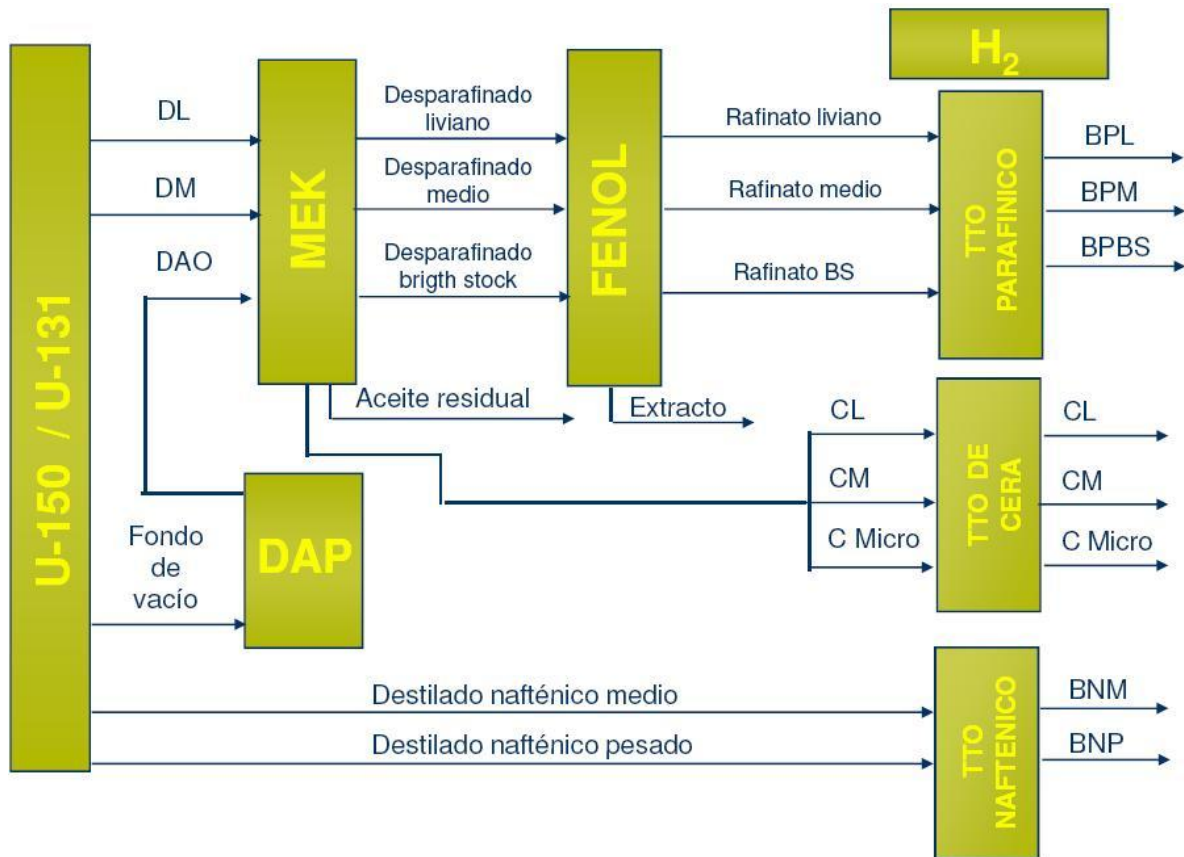 U-150 / U-131
DL
DM
DAO
Fondo
de
vacío
MEK
DAP
Desparafinado
liviano
Desparafinado
medio
Desparafinado
brigth stock
Aceite residual
FENOL
Extracto
Rafinato liviano
Rafinato medio
Rafinato BS
H₂
TTO
PARAFINICO
BPL
BPM
BPBS
CL
CM
C Micro
TTO DE
CERA
CL
CM
C Micro
Destilado nafténico medio
Destilado nafténico pesado
TTO
NAFTENICO
BNM
BNP